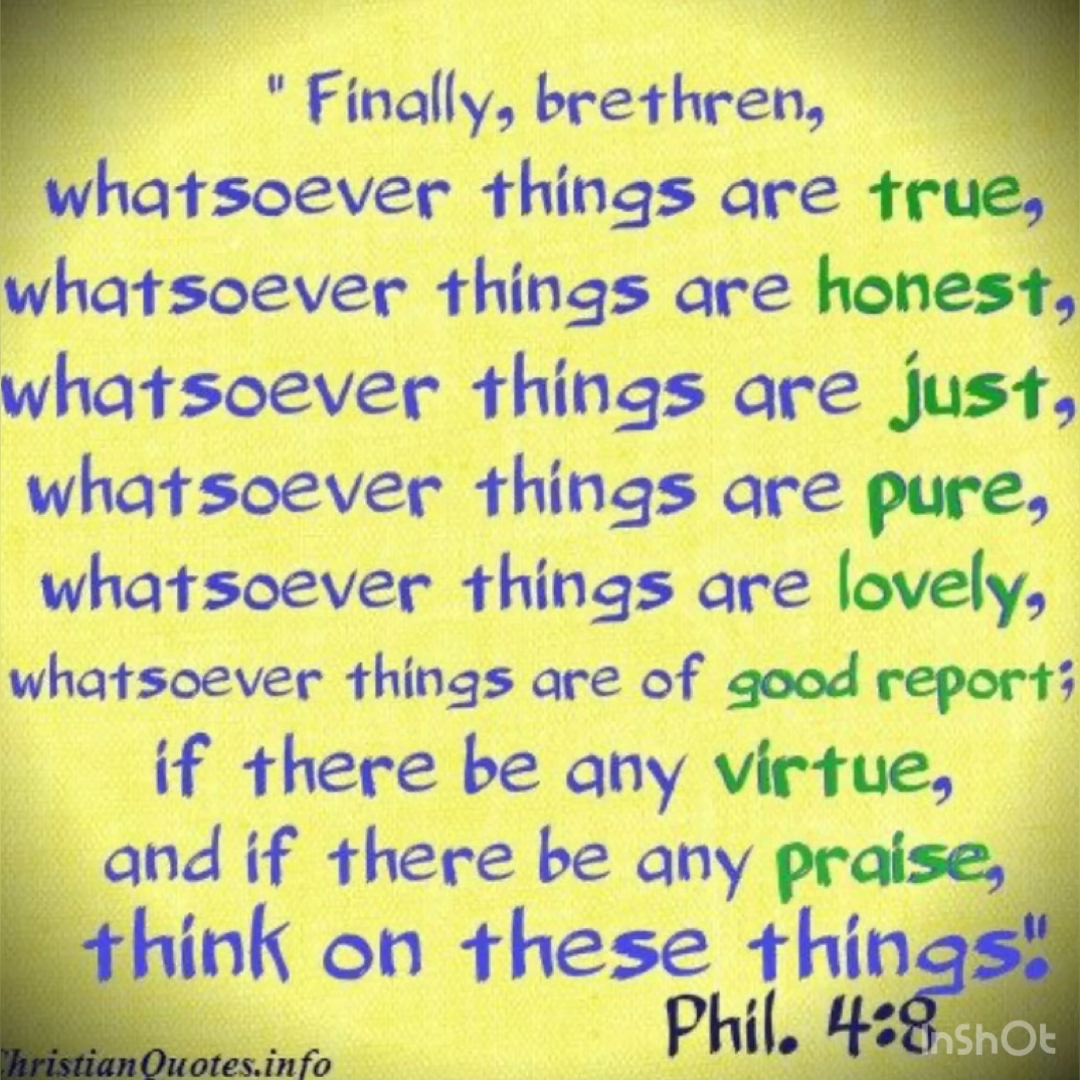 " Finally, brethren,
whatsoever things are true,
whatsoever things are honest,
whatsoever things are just,
whatsoever things are pure,
whatsoever things are lovely,
whatsoever things are of good report;
if there be any virtue,
and if there be any praise,
think on these things".
Phil. 4:8
InShOt
ChristianQuotes.info